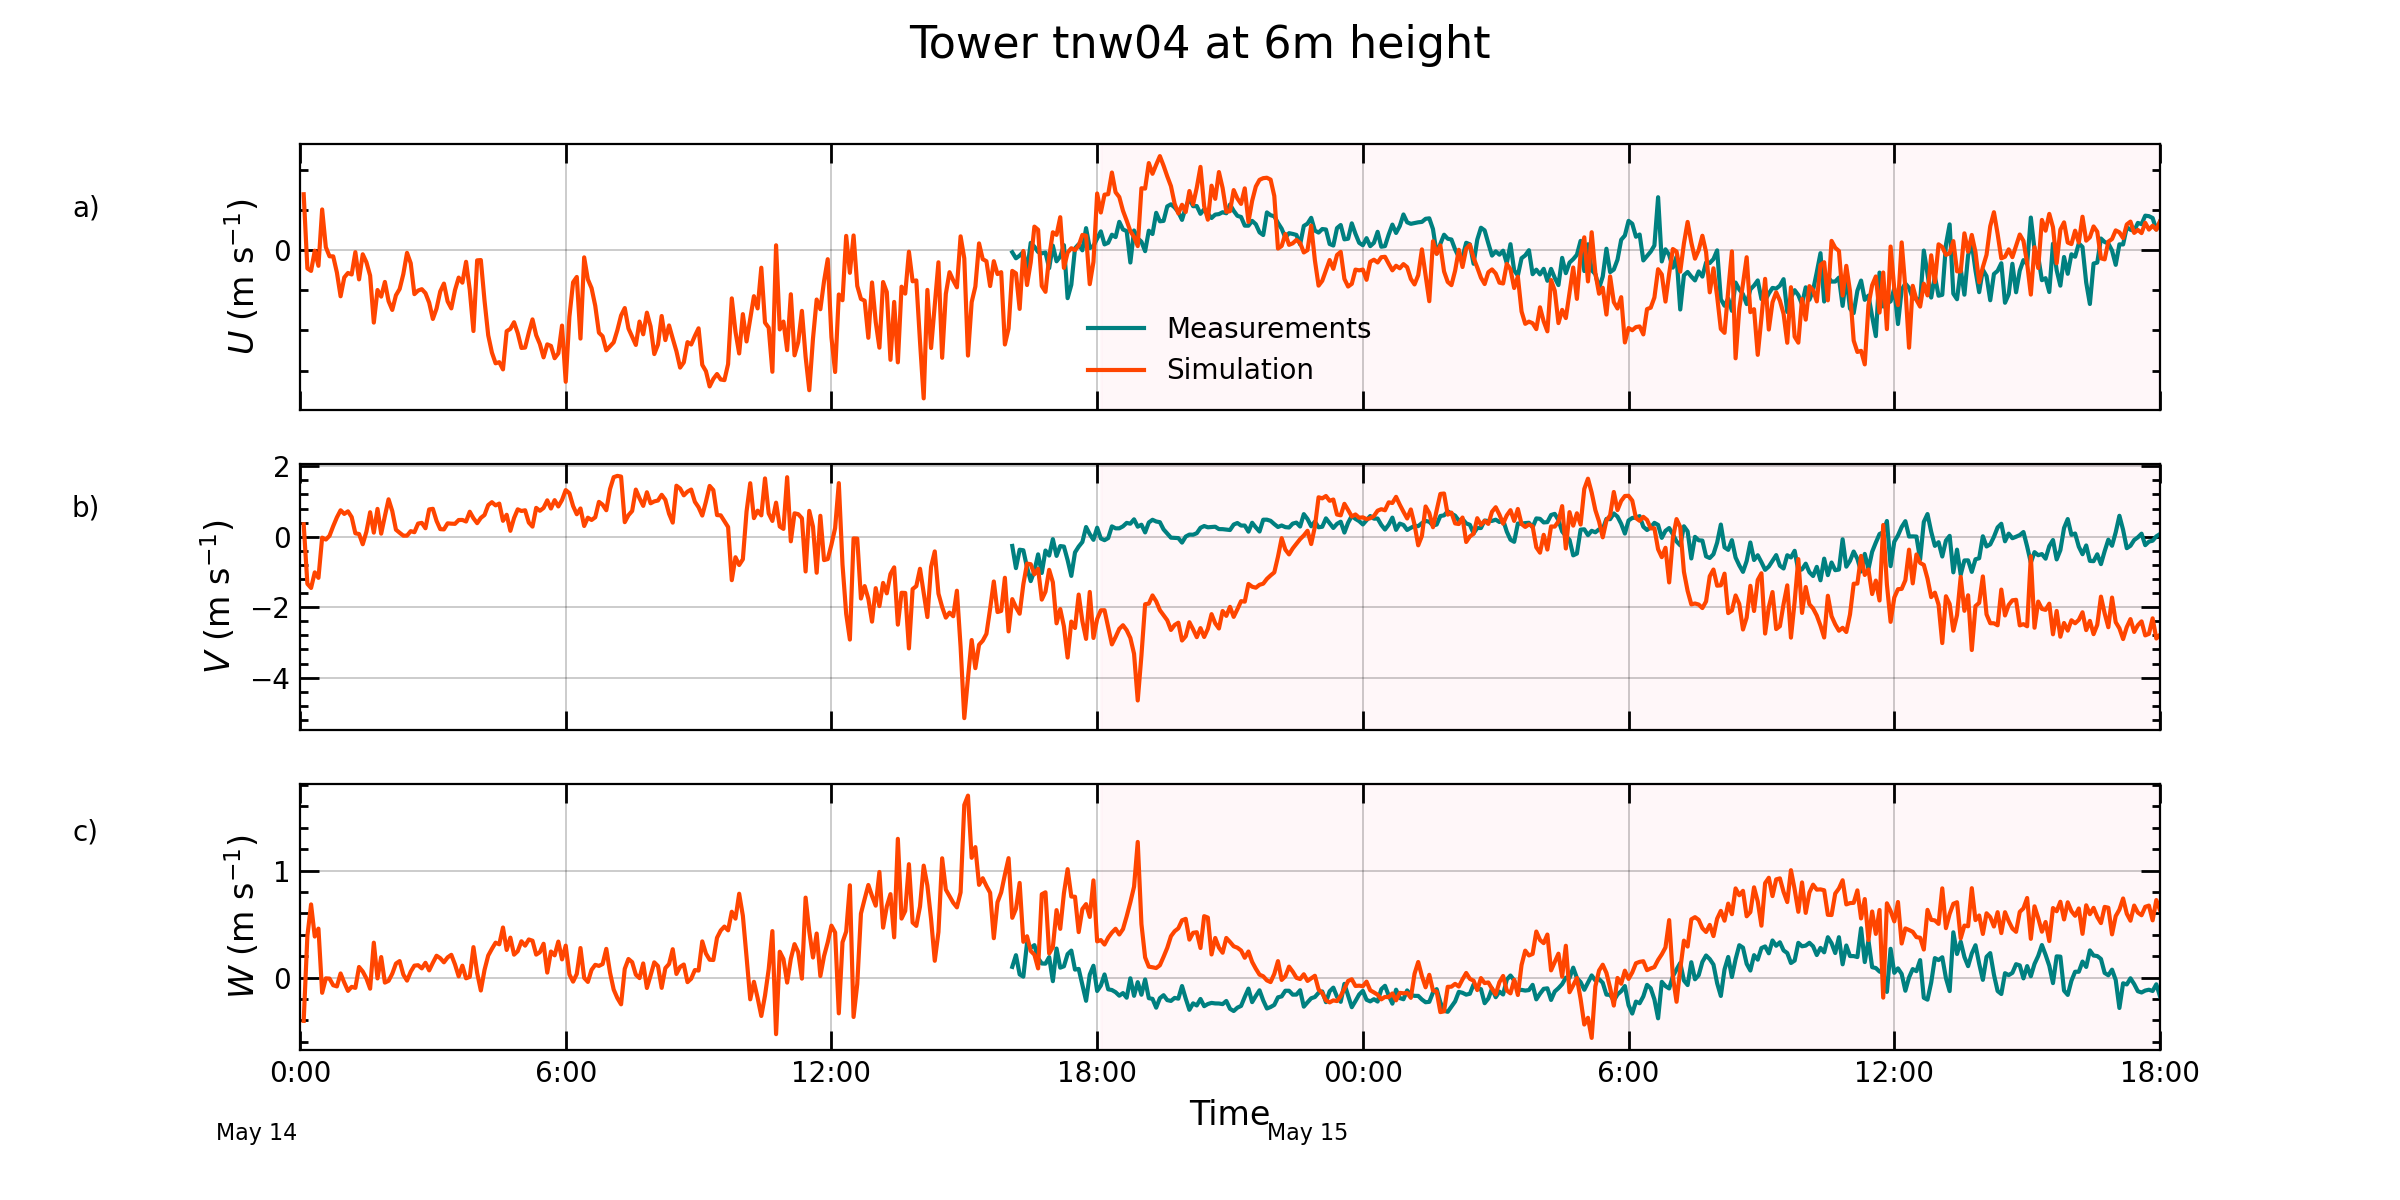 Tower tnw04 at 6m height
a)
U (m s⁻¹)
0
Measurements
Simulation
b)
V (m s⁻¹)
2
0
−2
−4
c)
W (m s⁻¹)
1
0
0:00 6:00 12:00 18:00 00:00 6:00 12:00 18:00
Time
May 14 May 15